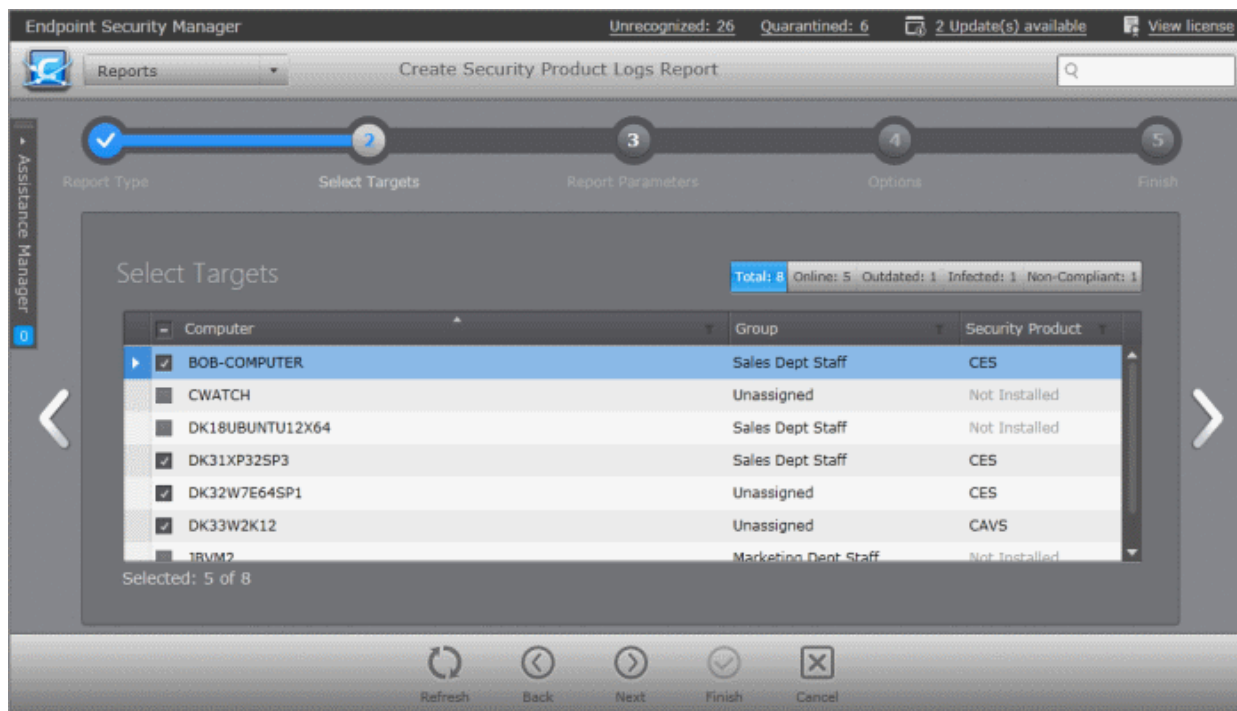 Endpoint Security Manager Unrecognized: 26 Quarantined: 6 2 Update(s) available View license
Reports Create Security Product Logs Report
2 3 4 5
Report Type Select Targets Report Parameters Options Finish
Assistance Manager
0
Select Targets
Total: 8 Online: 5 Outdated: 1 Infected: 1 Non-Compliant: 1
Computer Group Security Product
BOB-COMPUTER Sales Dept Staff CES
CWATCH Unassigned Not Installed
DK18UBUNTU12X64 Sales Dept Staff Not Installed
DK31XP32SP3 Sales Dept Staff CES
DK32W7E64SP1 Unassigned CES
DK33W2K12 Unassigned CAVS
JBVM2 Marketing Dept Staff Not Installed
Selected: 5 of 8
Refresh Back Next Finish Cancel